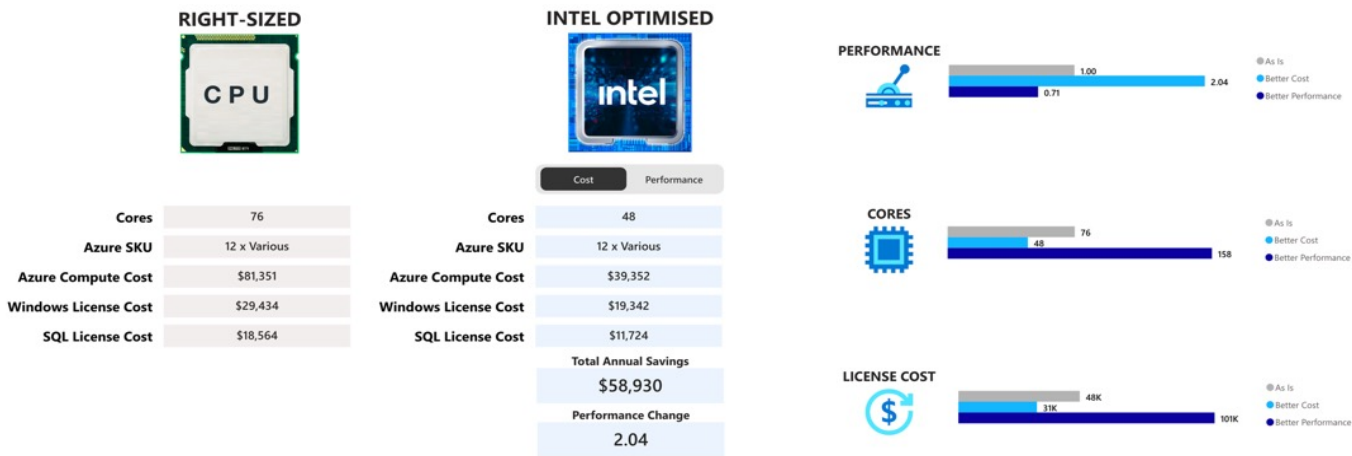 RIGHT-SIZED
CPU
Cores 76
Azure SKU 12 x Various
Azure Compute Cost $81,351
Windows License Cost $29,434
SQL License Cost $18,564
INTEL OPTIMISED
intel
Cost Performance
Cores 48
Azure SKU 12 x Various
Azure Compute Cost $39,352
Windows License Cost $19,342
SQL License Cost $11,724
Total Annual Savings
$58,930
Performance Change
2.04
PERFORMANCE
1.00
2.04
0.71
As Is
Better Cost
Better Performance
CORES
76
48
158
As Is
Better Cost
Better Performance
LICENSE COST
$
48K
31K
101K
As Is
Better Cost
Better Performance